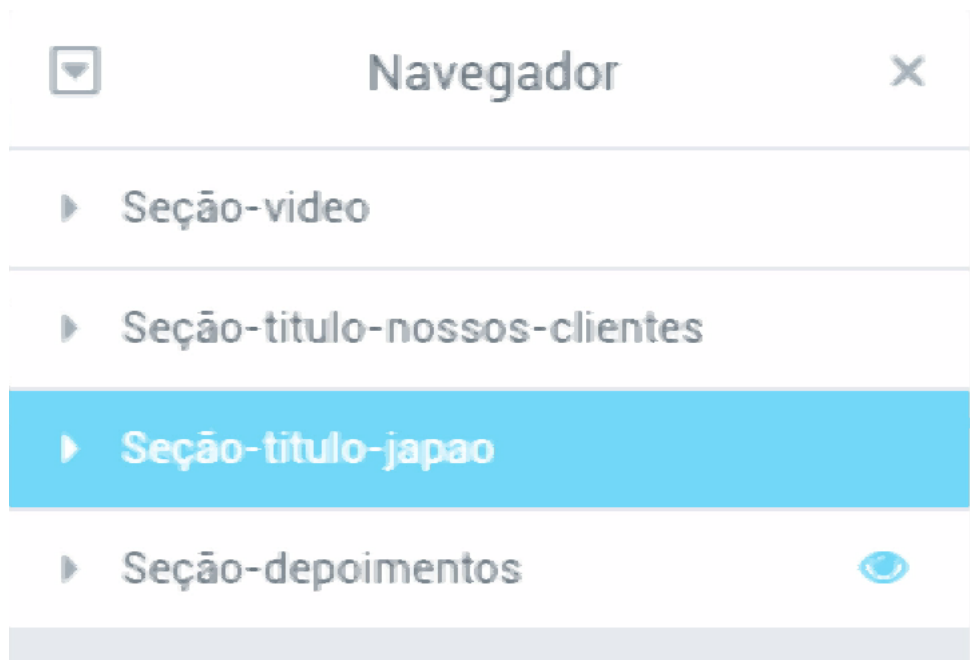 Navegador
Seção-video
Seção-titulo-nossos-clientes
Seção-titulo-japao
Seção-depoimentos